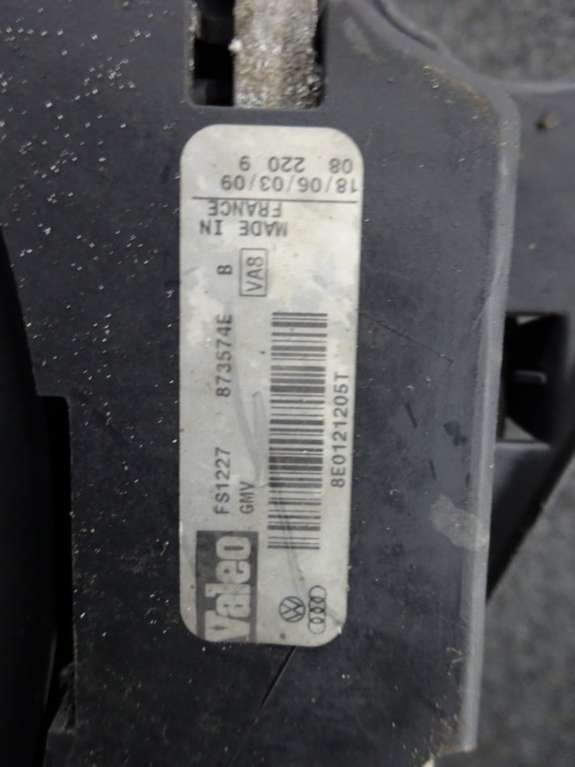 Valeo
FS1227 873574E B
GMV VA8
8E0121205T
MADE IN
FRANCE
18/06/03/09
08 220 9